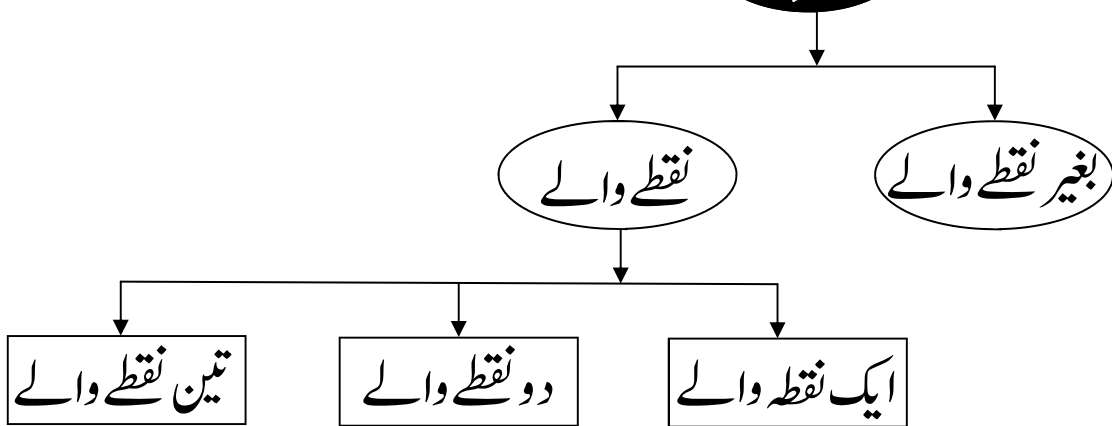 بغیر نقطے والے
نقطے والے
ایک نقطہ والے
دو نقطے والے
تین نقطے والے